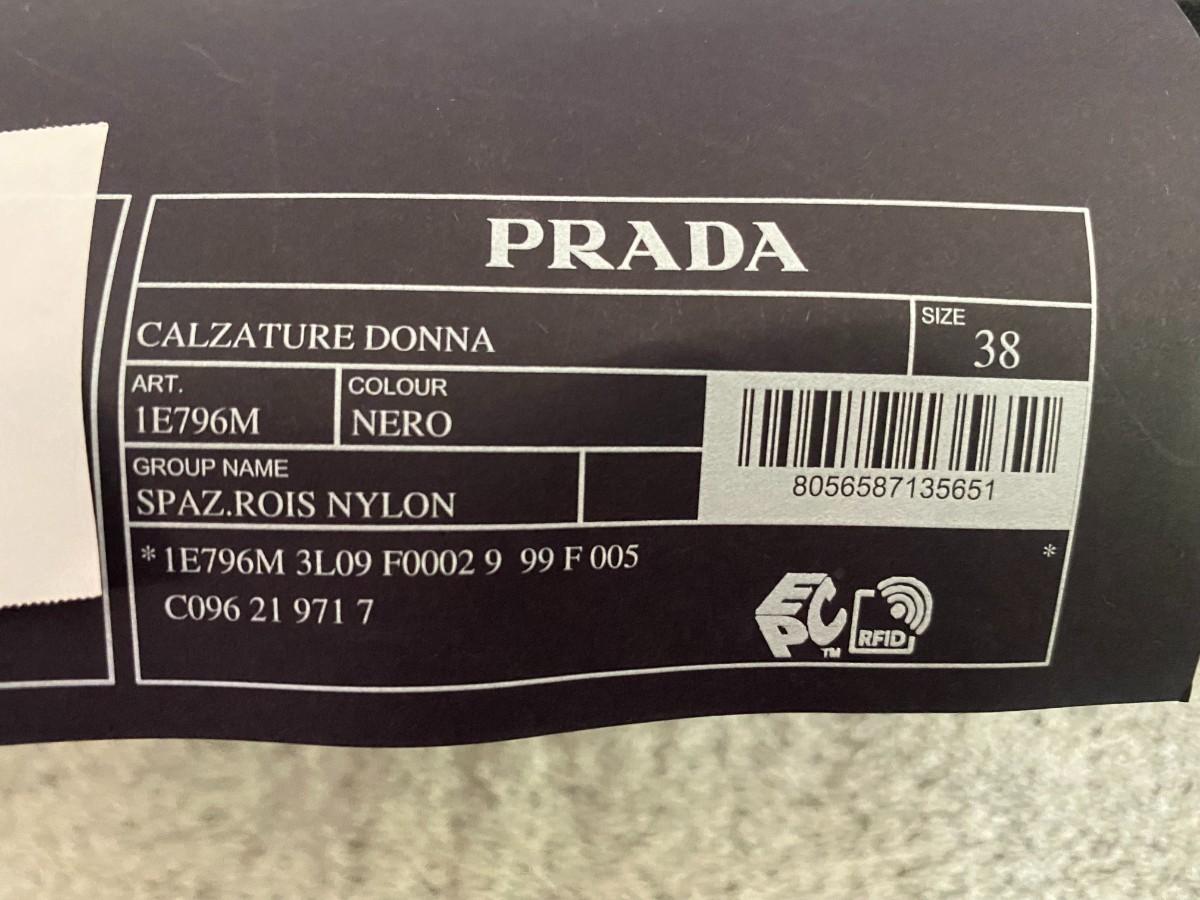 PRADA
CALZATURE DONNA
SIZE
38
ART.
1E796M
COLOUR
NERO
8056587135651
GROUP NAME
SPAZ.ROIS NYLON
*1E796M 3L09 F0002 9 99 F 005 *
C096 21 971 7
EPC TM
RFID